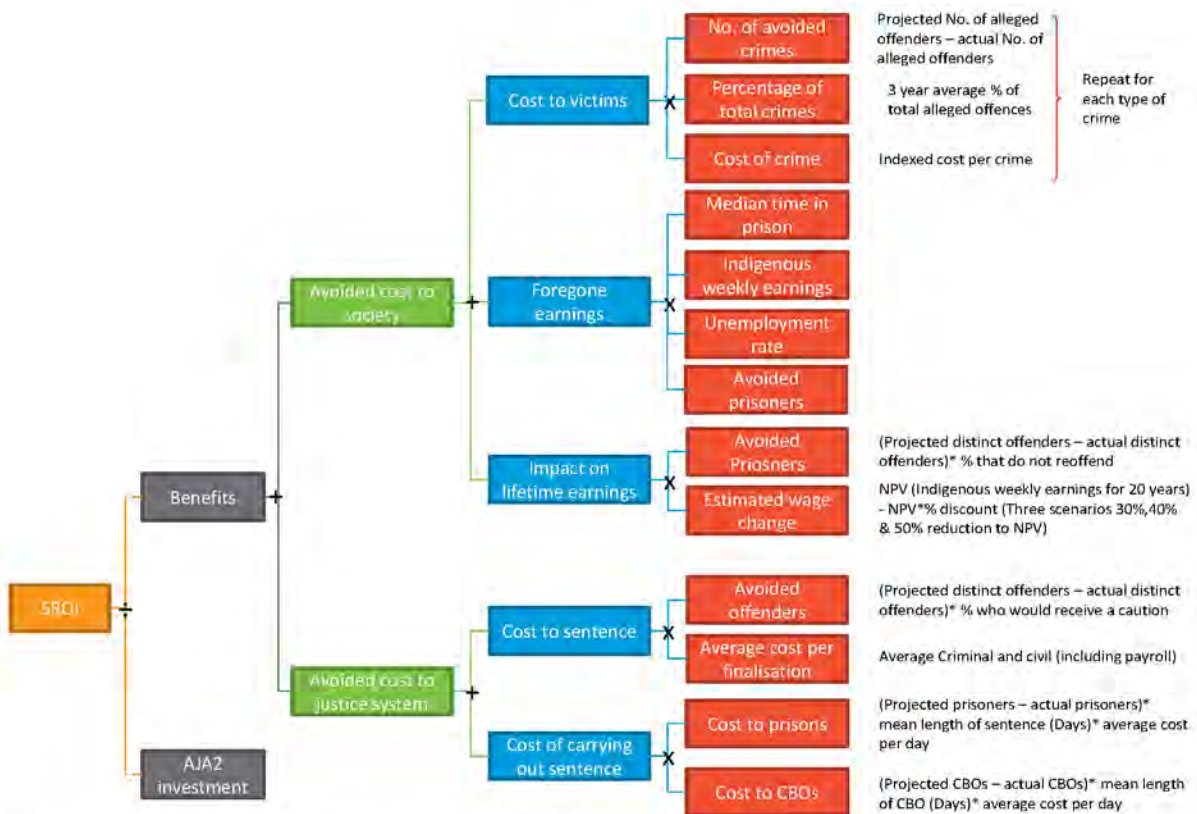 No. of avoided
crimes
Projected No. of alleged
offenders – actual No. of
alleged offenders
Cost to victims
x
Percentage of
total crimes
3 year average % of
total alleged offences
Repeat for
each type of
crime
Cost of crime
Indexed cost per crime
Median time in
prison
Indigenous
weekly earnings
Avoided cost to
society
+
Foregone
earnings
x
Unemployment
rate
Avoided
prisoners
Avoided
Priosners
(Projected distinct offenders – actual distinct
offenders)* % that do not reoffend
Benefits
+
Impact on
lifetime earnings
x
Estimated wage
change
NPV (Indigenous weekly earnings for 20 years)
- NPV*% discount (Three scenarios 30%,40%
& 50% reduction to NPV)
SROI
÷
Avoided
offenders
(Projected distinct offenders – actual distinct
offenders)* % who would receive a caution
Cost to sentence
x
Average cost per
finalisation
Average Criminal and civil (including payroll)
Avoided cost to
justice system
+
Cost to prisons
(Projected prisoners – actual prisoners)*
mean length of sentence (Days)* average cost
per day
Cost of carrying
out sentence
x
AJA2
investment
Cost to CBOs
(Projected CBOs – actual CBOs)* mean length
of CBO (Days)* average cost per day